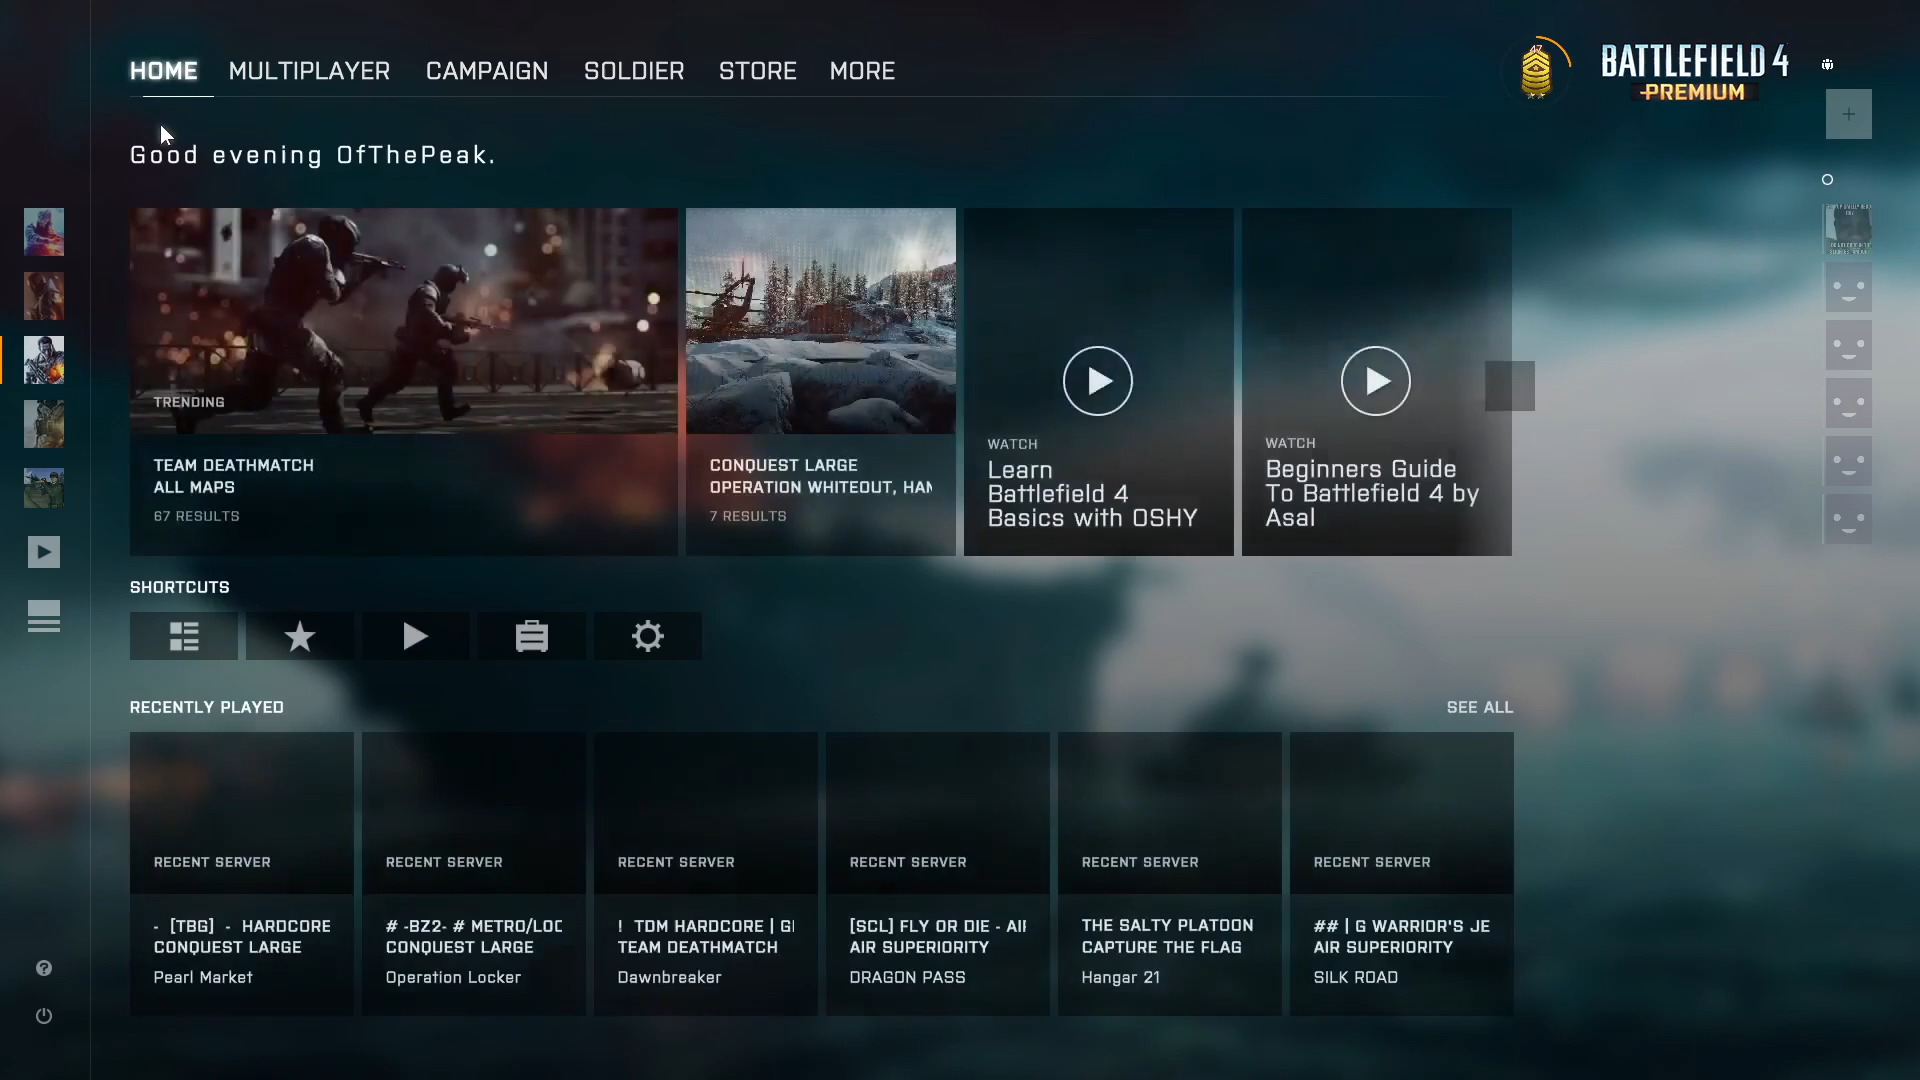 HOME MULTIPLAYER CAMPAIGN SOLDIER STORE MORE
47
BATTLEFIELD 4
PREMIUM
Good evening OfThePeak.
TRENDING
TEAM DEATHMATCH
ALL MAPS
67 RESULTS
CONQUEST LARGE
OPERATION WHITEOUT, HAN
7 RESULTS
WATCH
Learn
Battlefield 4
Basics with OSHY
WATCH
Beginners Guide
To Battlefield 4 by
Asal
SHORTCUTS
RECENTLY PLAYED
SEE ALL
RECENT SERVER
- [TBG] - HARDCORE
CONQUEST LARGE
Pearl Market
RECENT SERVER
# -BZ2- # METRO/LOC
CONQUEST LARGE
Operation Locker
RECENT SERVER
! TDM HARDCORE | G
TEAM DEATHMATCH
Dawnbreaker
RECENT SERVER
[SCL] FLY OR DIE - AIR
AIR SUPERIORITY
DRAGON PASS
RECENT SERVER
THE SALTY PLATOON
CAPTURE THE FLAG
Hangar 21
RECENT SERVER
## | G WARRIOR'S JE
AIR SUPERIORITY
SILK ROAD